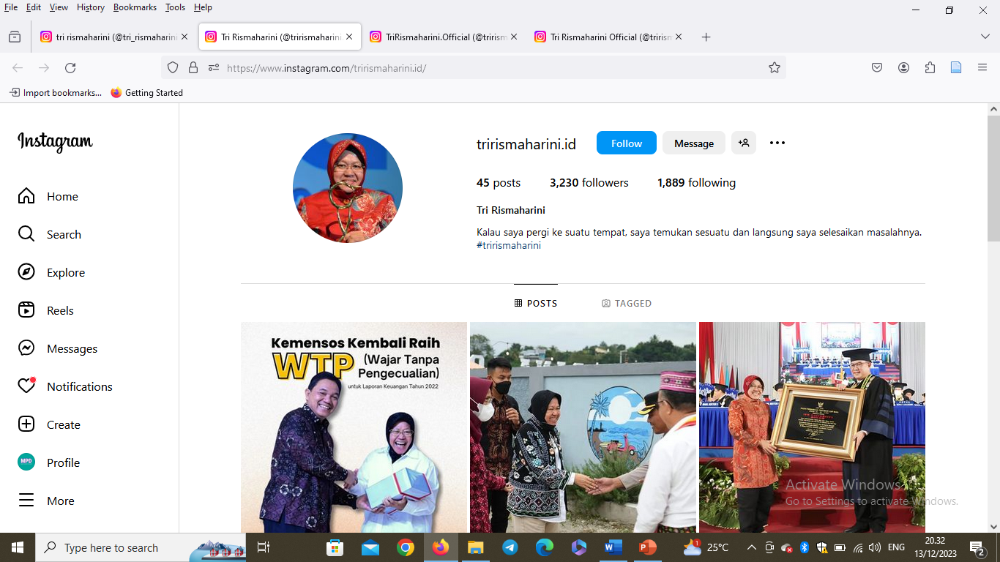 File Edit View History Bookmarks Tools Help
tri rismaharini (@tri_rismaharini
Tri Rismaharini (@trirismaharini.
TriRismaharini.Official (@trirism
Tri Rismaharini Official (@tririsn
https://www.instagram.com/trirismaharini.id/
Import bookmarks... Getting Started
Instagram
Home
Search
Explore
Reels
Messages
Notifications
Create
MPD Profile
More
trirismaharini.id Follow Message
45 posts 3,230 followers 1,889 following
Tri Rismaharini
Kalau saya pergi ke suatu tempat, saya temukan sesuatu dan langsung saya selesaikan masalahnya.
#trirismaharini
POSTS TAGGED
Kemensos Kembali Raih
WTP (Wajar Tanpa
Pengecualian)
untuk Laporan Keuangan Tahun 2022
Activate Windows
Go to Settings to activate Windows.
Type here to search
1 25°C ENG 20.32
13/12/2023 2